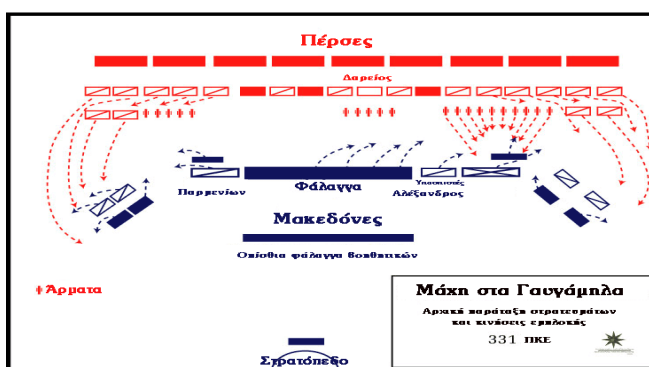 Πέρσες
Δαρείος
Παρμενίων
Φάλαγγα
Υπασπιστές
Αλέξανδρος
Μακεδόνες
Οπίσθια φάλαγγα βοηθητικών
Άρματα
Μάχη στα Γαυγάμηλα
Αρχική παράταξη στρατευμάτων
και κινήσεις εμπλοκής
331 ΠΚΕ
Στρατόπεδο